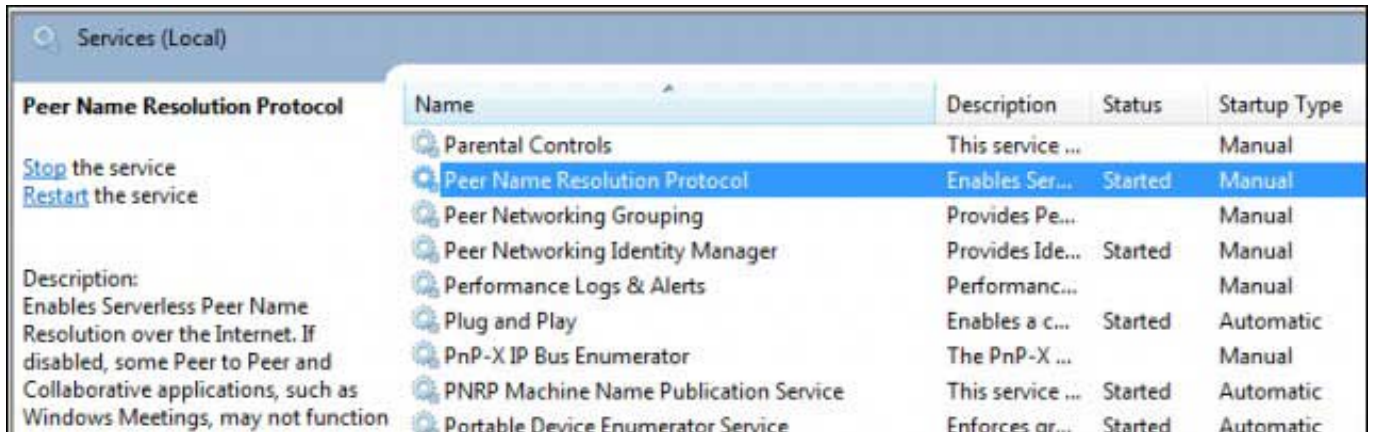 Services (Local)
Peer Name Resolution Protocol
Stop the service
Restart the service
Description:
Enables Serverless Peer Name
Resolution over the Internet. If
disabled, some Peer to Peer and
Collaborative applications, such as
Windows Meetings, may not function
Name Description Status Startup Type
Parental Controls This service ... Manual
Peer Name Resolution Protocol Enables Ser... Started Manual
Peer Networking Grouping Provides Pe... Manual
Peer Networking Identity Manager Provides Ide... Started Manual
Performance Logs & Alerts Performanc... Manual
Plug and Play Enables a c... Started Automatic
PnP-X IP Bus Enumerator The PnP-X ... Manual
PNRP Machine Name Publication Service This service ... Started Automatic
Portable Device Enumerator Service Enforces gr... Started Automatic